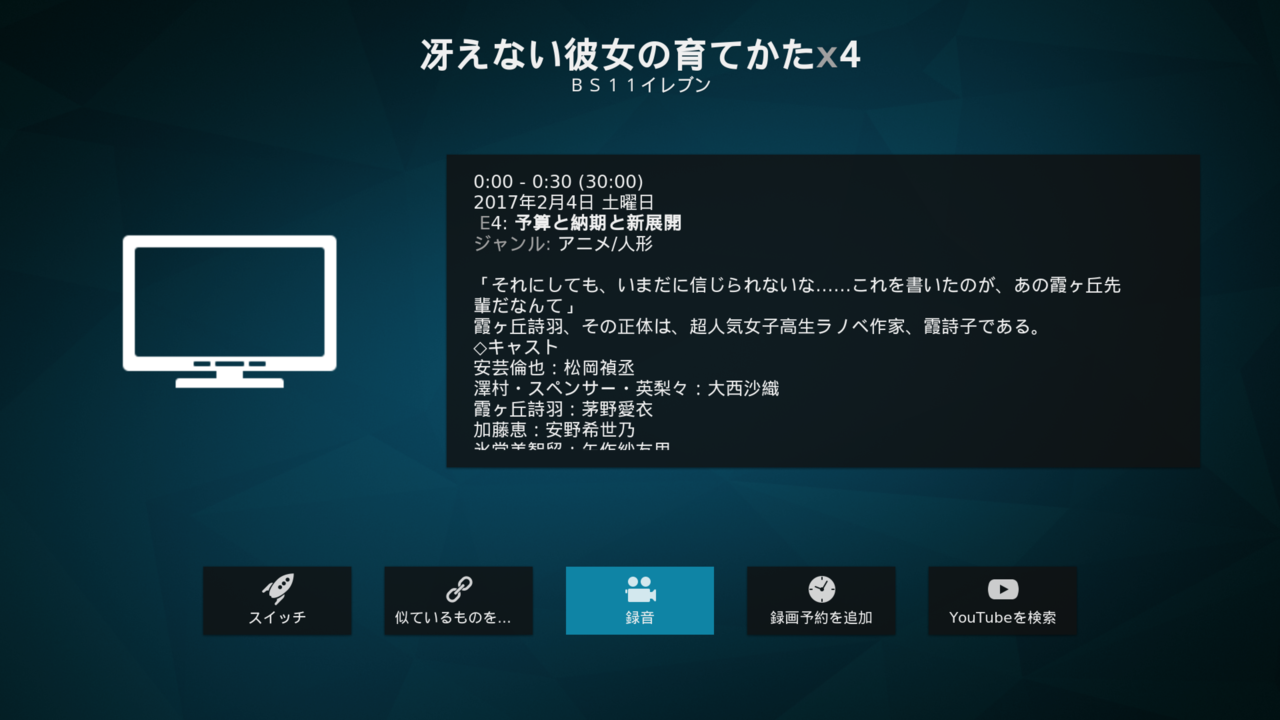 冴えない彼女の育てかたx4
ＢＳ１１イレブン
0:00 - 0:30 (30:00)
2017年2月4日 土曜日
E4: 予算と納期と新展開
ジャンル: アニメ/人形
「それにしても、いまだに信じられないな……これを書いたのが、あの霞ヶ丘先
輩だなんて」
霞ヶ丘詩羽、その正体は、超人気女子高生ラノベ作家、霞詩子である。
◇キャスト
安芸倫也：松岡禎丞
澤村・スペンサー・英梨々：大西沙織
霞ヶ丘詩羽：茅野愛衣
加藤恵：安野希世乃
スイッチ
似ているものを...
録音
録画予約を追加
YouTubeを検索